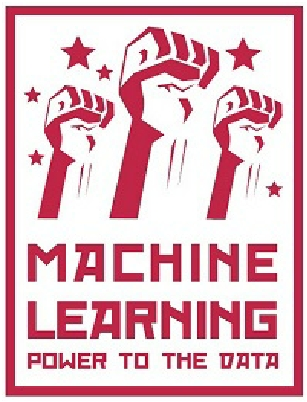 MACHINE
LEARNING
POWER TO THE DATA